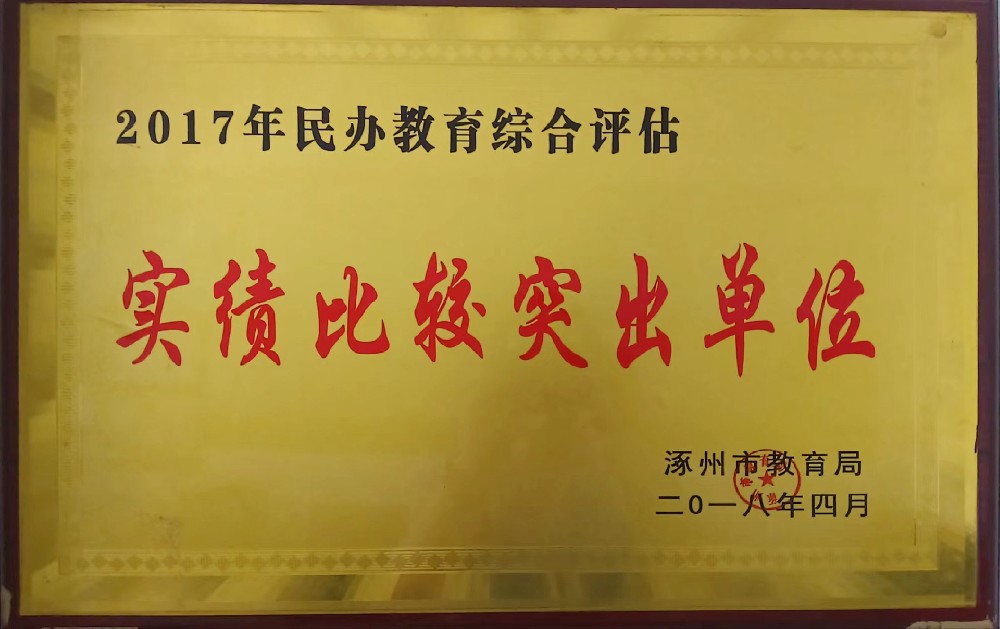 2017年民办教育综合评估
实绩比较突出单位
涿州市教育局
二0一八年四月